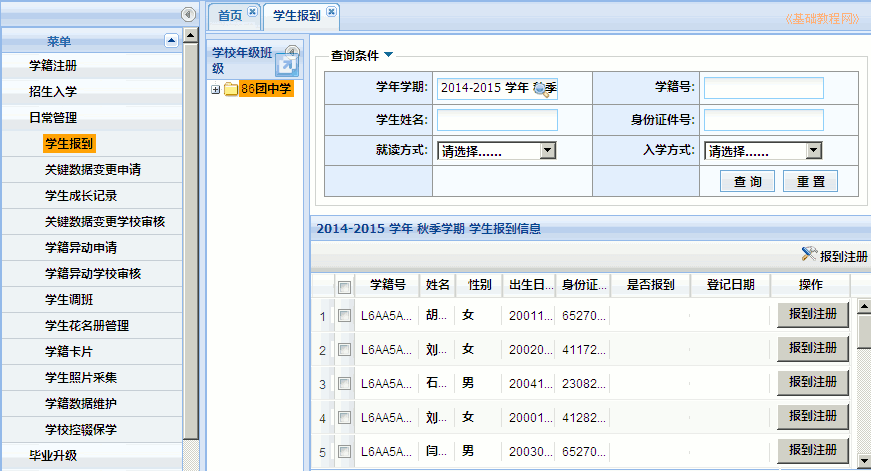 首页 学生报到 《基础教程网》
菜单
学籍注册
招生入学
日常管理
学生报到
关键数据变更申请
学生成长记录
关键数据变更学校审核
学籍异动申请
学籍异动学校审核
学生调班
学生花名册管理
学籍卡片
学生照片采集
学籍数据维护
学校控辍保学
毕业升级
学校年级班
级
86团中学
查询条件
学年学期: 2014-2015 学年 秋季 学籍号:
学生姓名: 身份证件号:
就读方式: 请选择...... 入学方式: 请选择......
查 询 重 置
2014-2015 学年 秋季学期 学生报到信息
报到注册
学籍号 姓名 性别 出生日... 身份证... 是否报到 登记日期 操作
1 L6AA5A... 胡... 女 20011... 65270... 报到注册
2 L6AA5A... 刘... 女 20020... 41172... 报到注册
3 L6AA5A... 石... 男 20041... 23082... 报到注册
4 L6AA5A... 刘... 女 20001... 41282... 报到注册
5 L6AA5A... 闫... 男 20030... 65270... 报到注册